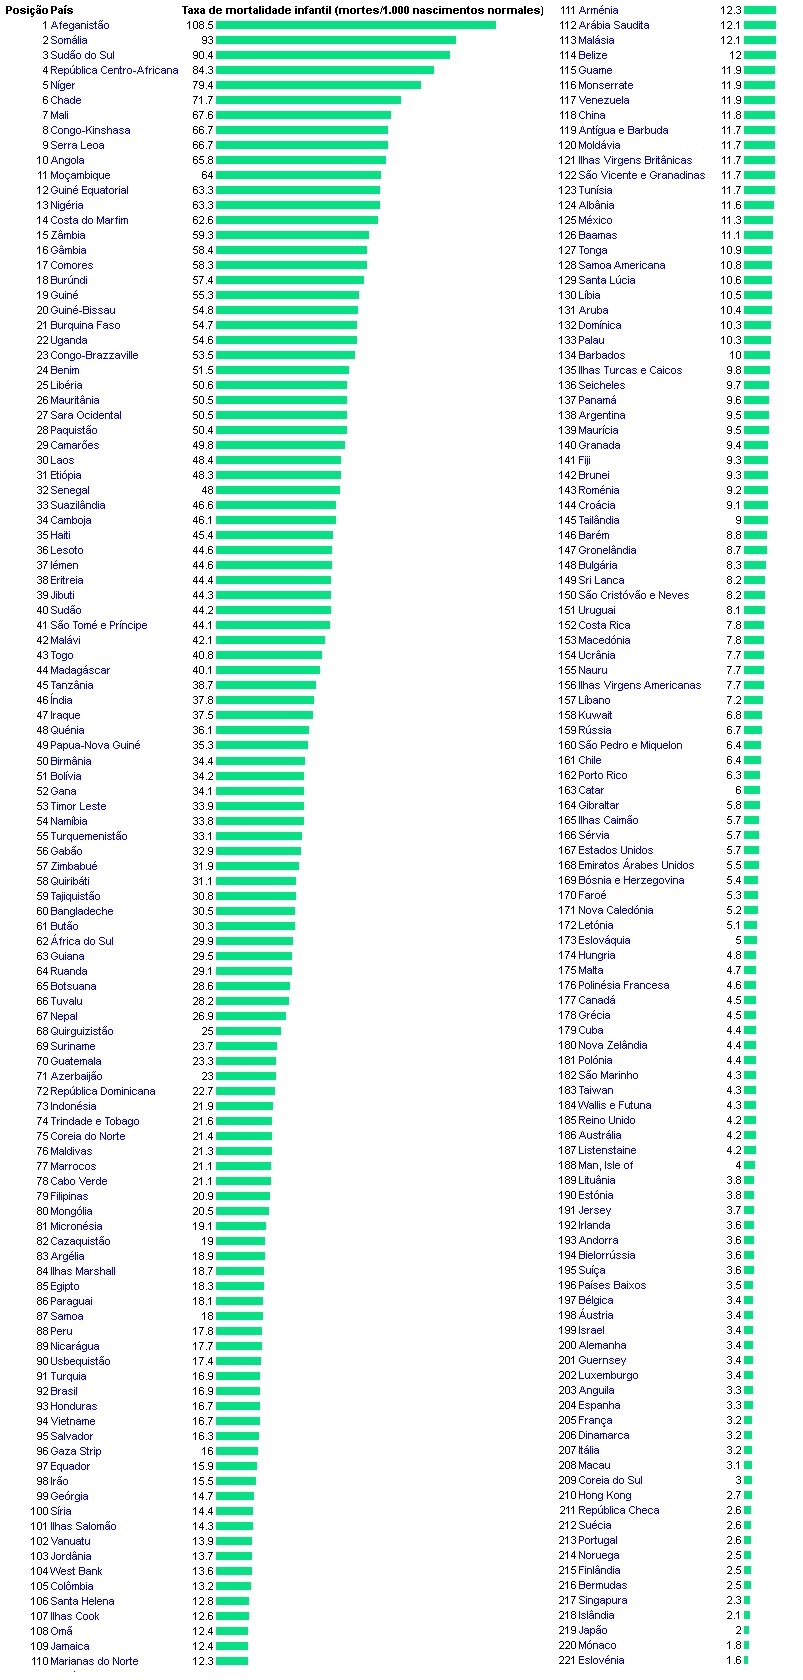 Posição País Taxa de mortalidade infantil (mortes/1.000 nascimentos normales)
1 Afeganistão 108.5
2 Somália 93
3 Sudão do Sul 90.4
4 República Centro-Africana 84.3
5 Níger 79.4
6 Chade 71.7
7 Mali 67.6
8 Congo-Kinshasa 66.7
9 Serra Leoa 66.7
10 Angola 65.8
11 Moçambique 64
12 Guiné Equatorial 63.3
13 Nigéria 63.3
14 Costa do Marfim 62.6
15 Zâmbia 59.3
16 Gâmbia 58.4
17 Comores 58.3
18 Burúndi 57.4
19 Guiné 55.3
20 Guiné-Bissau 54.8
21 Burquina Faso 54.7
22 Uganda 54.6
23 Congo-Brazzaville 53.5
24 Benim 51.5
25 Libéria 50.6
26 Mauritânia 50.5
27 Sara Ocidental 50.5
28 Paquistão 50.4
29 Camarões 49.8
30 Laos 48.4
31 Etiópia 48.3
32 Senegal 48
33 Suazilândia 46.6
34 Camboja 46.1
35 Haiti 45.4
36 Lesoto 44.6
37 Iémen 44.6
38 Eritreia 44.4
39 Jibuti 44.3
40 Sudão 44.2
41 São Tomé e Príncipe 44.1
42 Malávi 42.1
43 Togo 40.8
44 Madagáscar 40.1
45 Tanzânia 38.7
46 Índia 37.8
47 Iraque 37.5
48 Quénia 36.1
49 Papua-Nova Guiné 35.3
50 Birmânia 34.4
51 Bolívia 34.2
52 Gana 34.1
53 Timor Leste 33.9
54 Namíbia 33.8
55 Turquemenistão 33.1
56 Gabão 32.9
57 Zimbabué 31.9
58 Quiribáti 31.1
59 Tajiquistão 30.8
60 Bangladeche 30.5
61 Butão 30.3
62 África do Sul 29.9
63 Guiana 29.5
64 Ruanda 29.1
65 Botsuana 28.6
66 Tuvalu 28.2
67 Nepal 26.9
68 Quirguizistão 25
69 Suriname 23.7
70 Guatemala 23.3
71 Azerbaijão 23
72 República Dominicana 22.7
73 Indonésia 21.9
74 Trindade e Tobago 21.6
75 Coreia do Norte 21.4
76 Maldivas 21.3
77 Marrocos 21.1
78 Cabo Verde 21.1
79 Filipinas 20.9
80 Mongólia 20.5
81 Micronésia 19.1
82 Cazaquistão 19
83 Argélia 18.9
84 Ilhas Marshall 18.7
85 Egipto 18.3
86 Paraguai 18.1
87 Samoa 18
88 Peru 17.8
89 Nicarágua 17.7
90 Usbequistão 17.4
91 Turquia 16.9
92 Brasil 16.9
93 Honduras 16.7
94 Vietname 16.7
95 Salvador 16.3
96 Gaza Strip 16
97 Equador 15.9
98 Irão 15.5
99 Geórgia 14.7
100 Síria 14.4
101 Ilhas Salomão 14.3
102 Vanuatu 13.9
103 Jordânia 13.7
104 West Bank 13.6
105 Colômbia 13.2
106 Santa Helena 12.8
107 Ilhas Cook 12.6
108 Omã 12.4
109 Jamaica 12.4
110 Marianas do Norte 12.3
111 Arménia 12.3
112 Arábia Saudita 12.1
113 Malásia 12.1
114 Belize 12
115 Guame 11.9
116 Monserrate 11.9
117 Venezuela 11.9
118 China 11.8
119 Antígua e Barbuda 11.7
120 Moldávia 11.7
121 Ilhas Virgens Britânicas 11.7
122 São Vicente e Granadinas 11.7
123 Tunísia 11.7
124 Albânia 11.6
125 México 11.3
126 Baamas 11.1
127 Tonga 10.9
128 Samoa Americana 10.8
129 Santa Lúcia 10.6
130 Líbia 10.5
131 Aruba 10.4
132 Domínica 10.3
133 Palau 10.3
134 Barbados 10
135 Ilhas Turcas e Caicos 9.8
136 Seicheles 9.7
137 Panamá 9.6
138 Argentina 9.5
139 Maurícia 9.5
140 Granada 9.4
141 Fiji 9.3
142 Brunei 9.3
143 Roménia 9.2
144 Croácia 9.1
145 Tailândia 9
146 Barém 8.8
147 Gronelândia 8.7
148 Bulgária 8.3
149 Sri Lanca 8.2
150 São Cristóvão e Neves 8.2
151 Uruguai 8.1
152 Costa Rica 7.8
153 Macedónia 7.8
154 Ucrânia 7.7
155 Nauru 7.7
156 Ilhas Virgens Americanas 7.7
157 Líbano 7.2
158 Kuwait 6.8
159 Rússia 6.7
160 São Pedro e Miquelon 6.4
161 Chile 6.4
162 Porto Rico 6.3
163 Catar 6
164 Gibraltar 5.8
165 Ilhas Caimão 5.7
166 Sérvia 5.7
167 Estados Unidos 5.7
168 Emiratos Árabes Unidos 5.5
169 Bósnia e Herzegovina 5.4
170 Faroé 5.3
171 Nova Caledónia 5.2
172 Letónia 5.1
173 Eslováquia 5
174 Hungria 4.8
175 Malta 4.7
176 Polinésia Francesa 4.6
177 Canadá 4.5
178 Grécia 4.5
179 Cuba 4.4
180 Nova Zelândia 4.4
181 Polónia 4.4
182 São Marinho 4.3
183 Taiwan 4.3
184 Wallis e Futuna 4.3
185 Reino Unido 4.2
186 Austrália 4.2
187 Listenstaine 4.2
188 Man, Isle of 4
189 Lituânia 3.8
190 Estónia 3.8
191 Jersey 3.7
192 Irlanda 3.6
193 Andorra 3.6
194 Bielorrússia 3.6
195 Suíça 3.6
196 Países Baixos 3.5
197 Bélgica 3.4
198 Áustria 3.4
199 Israel 3.4
200 Alemanha 3.4
201 Guernsey 3.4
202 Luxemburgo 3.4
203 Anguila 3.3
204 Espanha 3.3
205 França 3.2
206 Dinamarca 3.2
207 Itália 3.2
208 Macau 3.1
209 Coreia do Sul 3
210 Hong Kong 2.7
211 República Checa 2.6
212 Suécia 2.6
213 Portugal 2.6
214 Noruega 2.5
215 Finlândia 2.5
216 Bermudas 2.5
217 Singapura 2.3
218 Islândia 2.1
219 Japão 2
220 Mónaco 1.8
221 Eslovénia 1.6